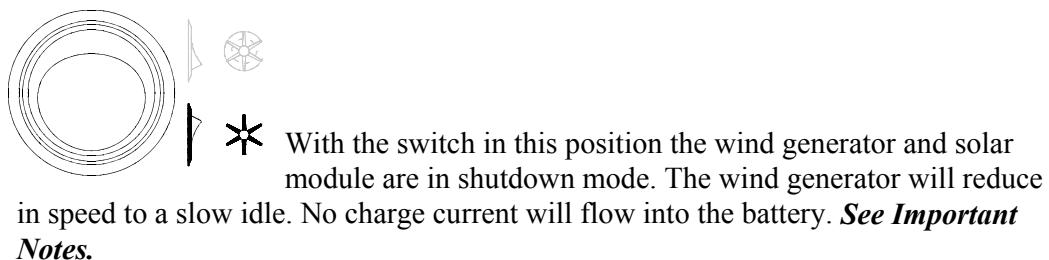 With the switch in this position the wind generator and solar
module are in shutdown mode. The wind generator will reduce
in speed to a slow idle. No charge current will flow into the battery. See Important
Notes.